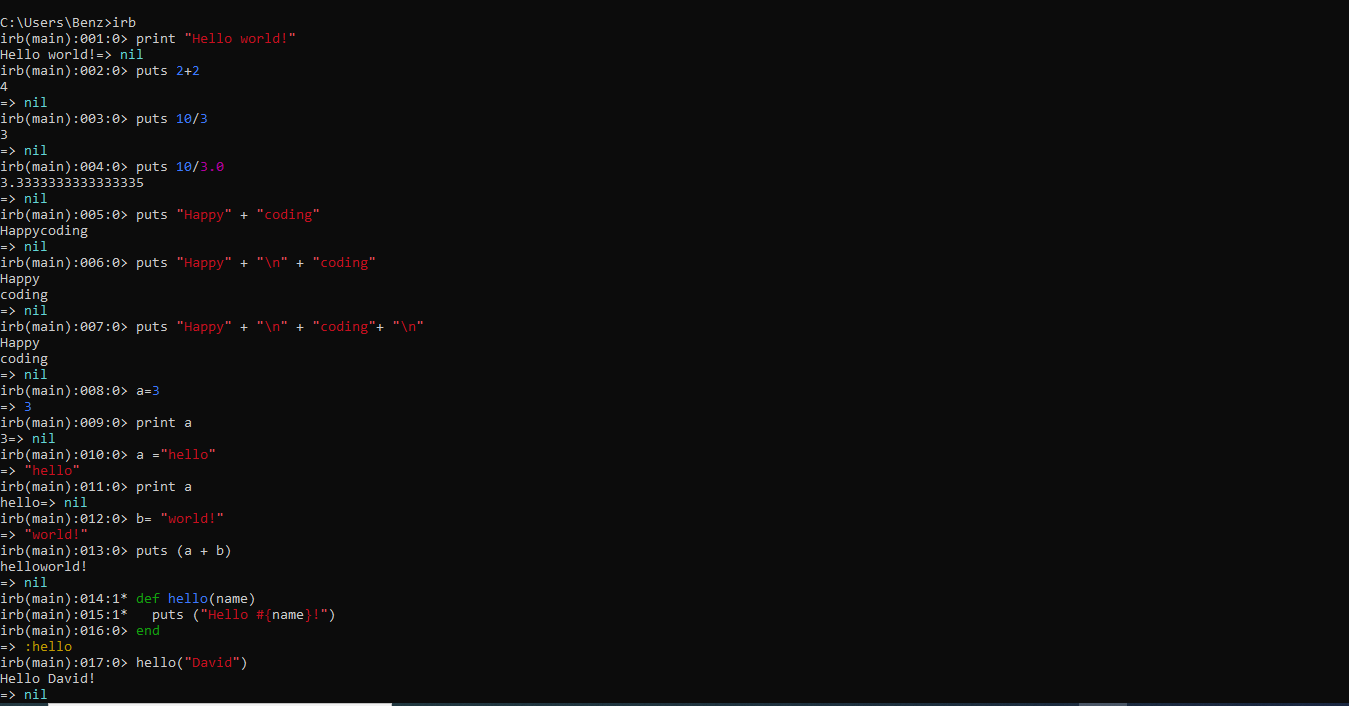 C:\Users\Benz>irb
irb(main):001:0> print "Hello world!"
Hello world!=> nil
irb(main):002:0> puts 2+2
4
=> nil
irb(main):003:0> puts 10/3
3
=> nil
irb(main):004:0> puts 10/3.0
3.3333333333333335
=> nil
irb(main):005:0> puts "Happy" + "coding"
Happycoding
=> nil
irb(main):006:0> puts "Happy" + "\n" + "coding"
Happy
coding
=> nil
irb(main):007:0> puts "Happy" + "\n" + "coding"+ "\n"
Happy
coding
=> nil
irb(main):008:0> a=3
=> 3
irb(main):009:0> print a
3=> nil
irb(main):010:0> a ="hello"
=> "hello"
irb(main):011:0> print a
hello=> nil
irb(main):012:0> b= "world!"
=> "world!"
irb(main):013:0> puts (a + b)
helloworld!
=> nil
irb(main):014:1* def hello(name)
irb(main):015:1*   puts ("Hello #{name}!")
irb(main):016:0> end
=> :hello
irb(main):017:0> hello("David")
Hello David!
=> nil